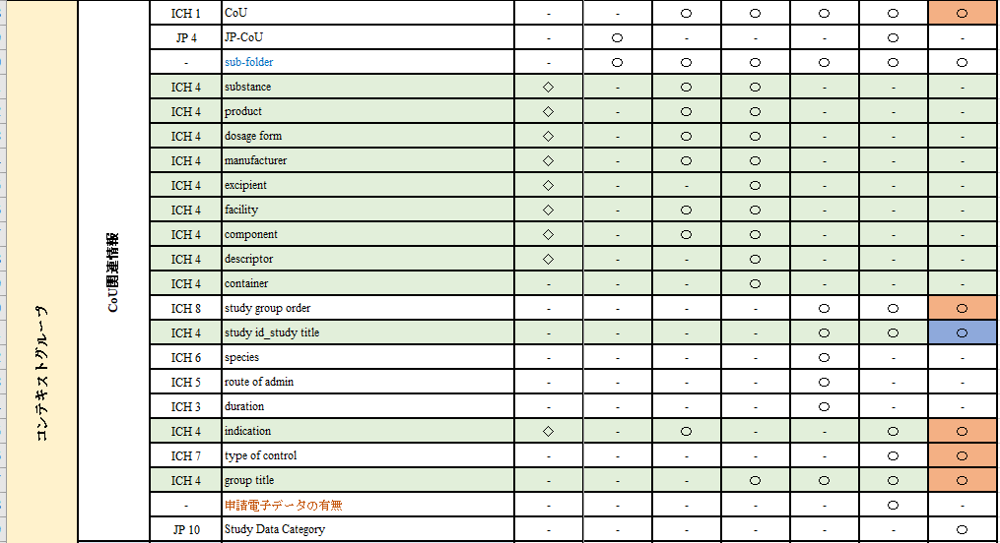 コンテキストグループ
CoU関連情報
ICH 1 CoU - - ○ ○ ○ ○ ○
JP 4 JP-CoU - ○ - - - ○ -
- sub-folder - ○ ○ ○ ○ ○ ○
ICH 4 substance ◇ - ○ ○ - - -
ICH 4 product ◇ - ○ ○ - - -
ICH 4 dosage form ◇ - ○ ○ - - -
ICH 4 manufacturer ◇ - ○ ○ - - -
ICH 4 excipient ◇ - - ○ - - -
ICH 4 facility ◇ - ○ ○ - - -
ICH 4 component ◇ - ○ ○ - - -
ICH 4 descriptor ◇ - - ○ - - -
ICH 4 container - - - ○ - - -
ICH 8 study group order - - - - ○ ○ ○
ICH 4 study id_study title - - - - ○ ○ ○
ICH 6 species - - - - ○ - -
ICH 5 route of admin - - - - ○ - -
ICH 3 duration - - - - ○ - -
ICH 4 indication ◇ - ○ - - ○ ○
ICH 7 type of control - - - - - ○ ○
ICH 4 group title - - - ○ ○ ○ ○
- 申請電子データの有無 - - - - - ○ -
JP 10 Study Data Category - - - - - - ○